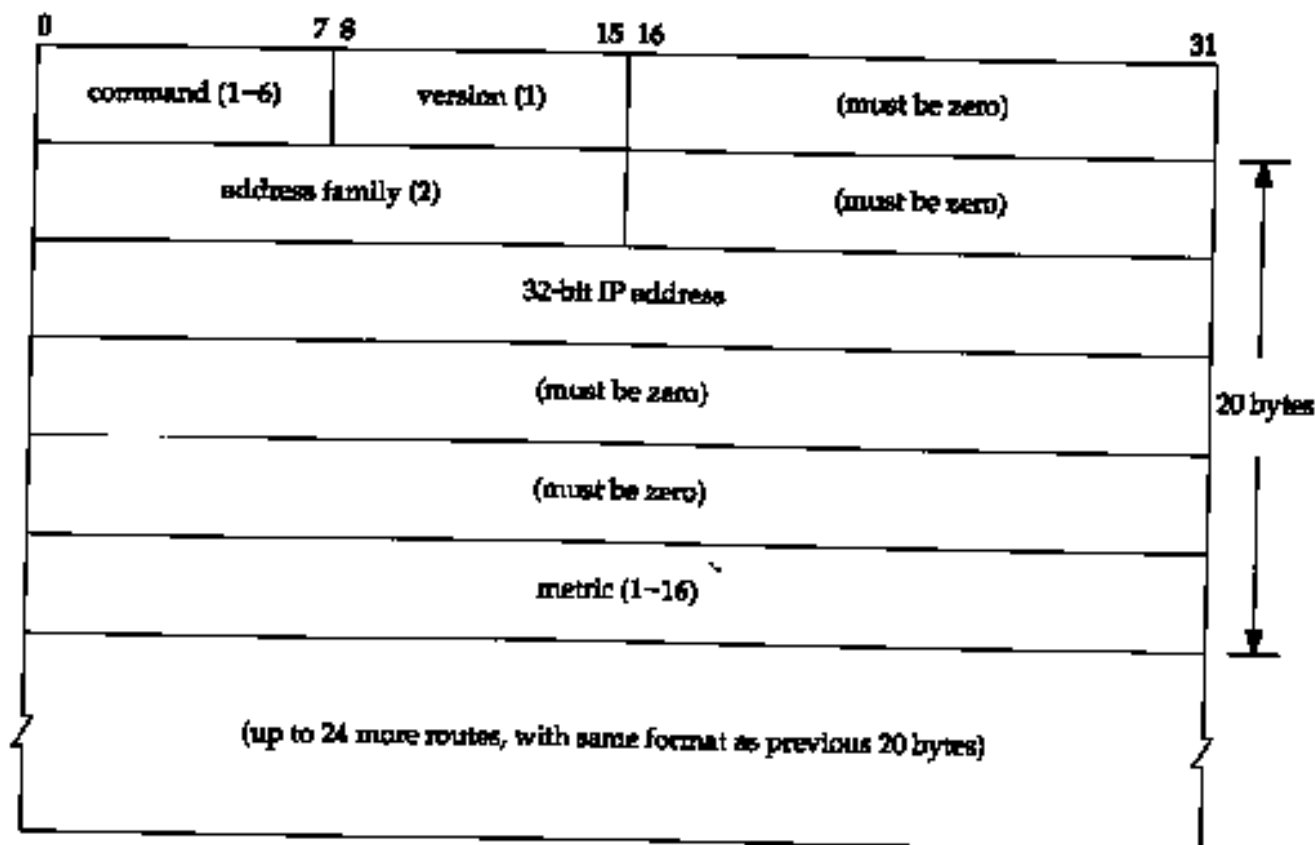 0 7 8 15 16 31
command (1-6) version (1) (must be zero)
address family (2) (must be zero)
32-bit IP address
(must be zero)
20 bytes
(must be zero)
metric (1-16)
(up to 24 more routes, with same format as previous 20 bytes)